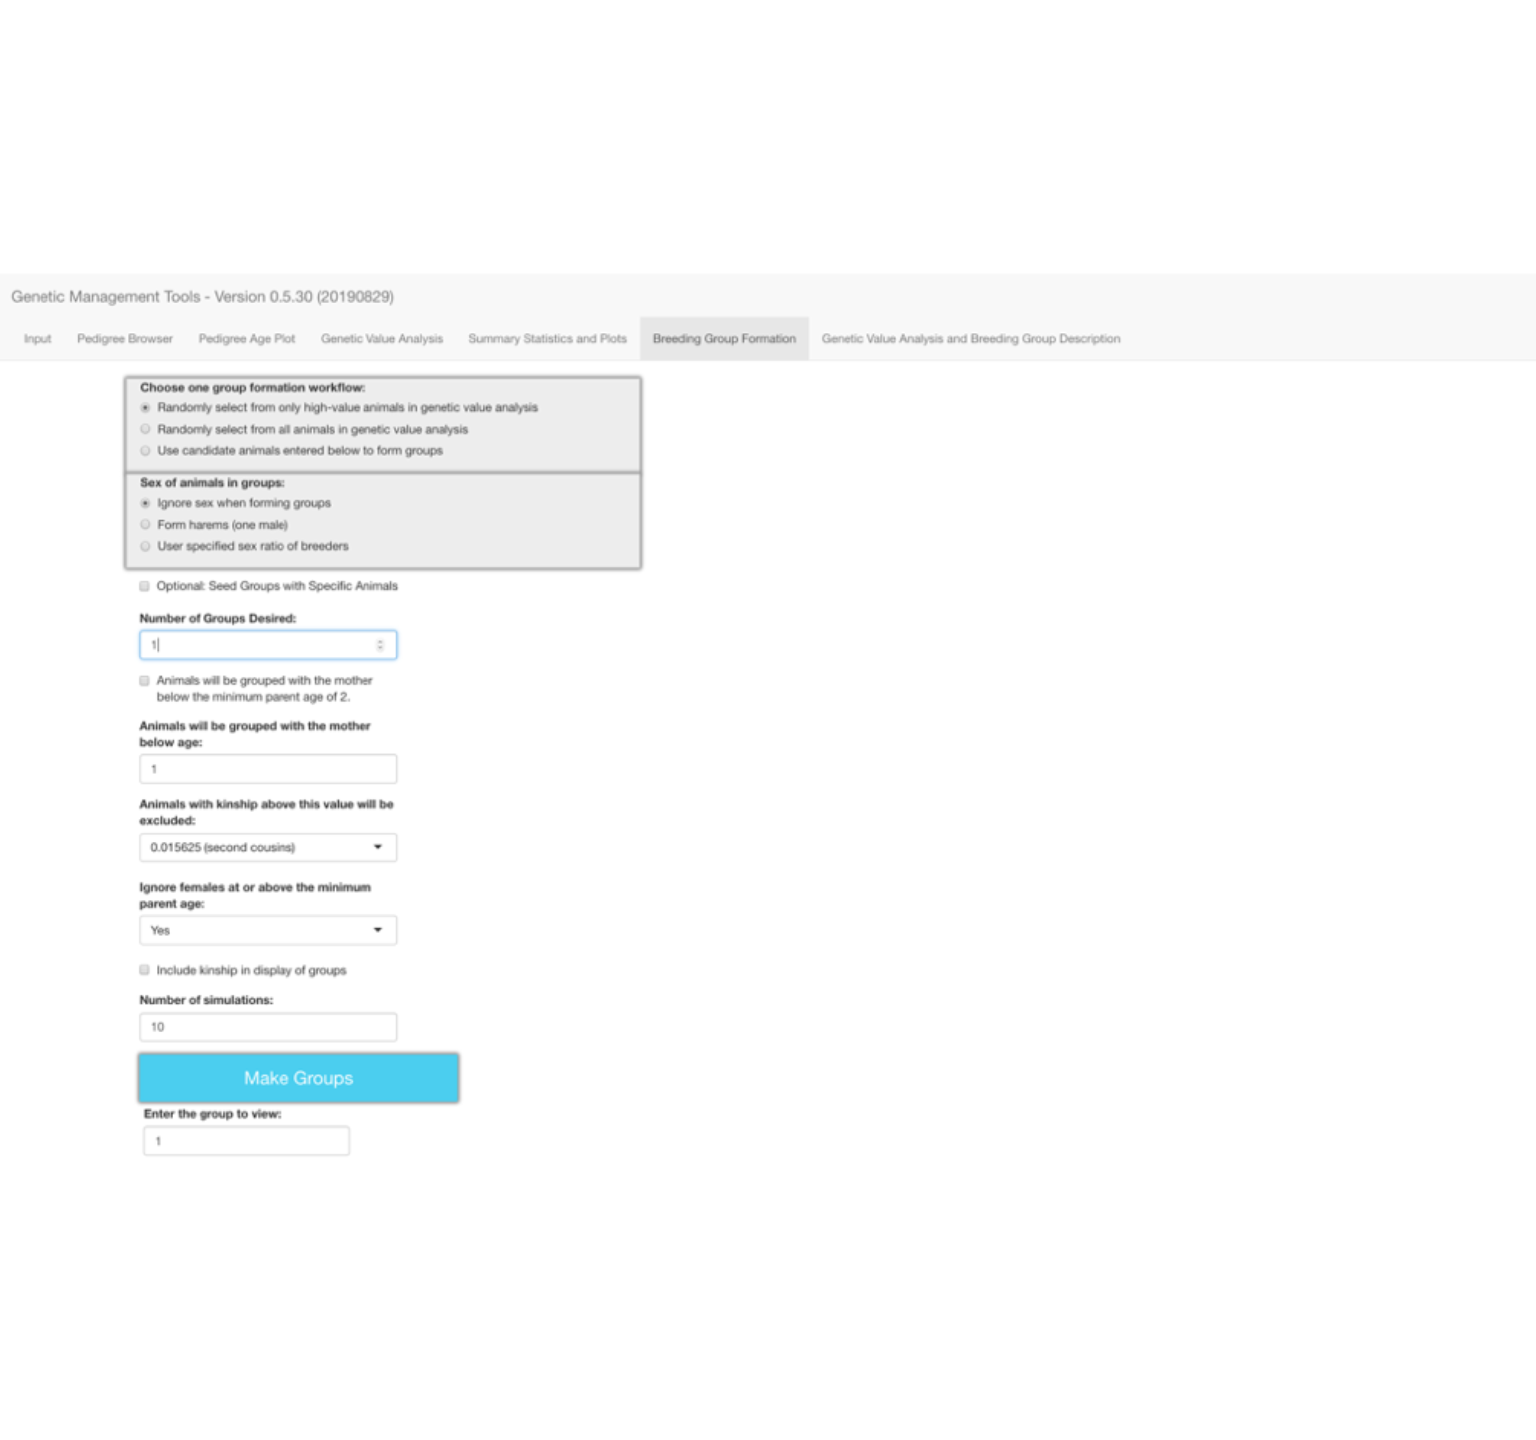 Genetic Management Tools - Version 0.5.30 (20190829)
Input Pedigree Browser Pedigree Age Plot Genetic Value Analysis Summary Statistics and Plots Breeding Group Formation Genetic Value Analysis and Breeding Group Description
Choose one group formation workflow:
Randomly select from only high-value animals in genetic value analysis
Randomly select from all animals in genetic value analysis
Use candidate animals entered below to form groups
Sex of animals in groups:
Ignore sex when forming groups
Form harems (one male)
User specified sex ratio of breeders
Optional: Seed Groups with Specific Animals
Number of Groups Desired:
1
Animals will be grouped with the mother
below the minimum parent age of 2.
Animals will be grouped with the mother
below age:
1
Animals with kinship above this value will be
excluded:
0.015625 (second cousins)
Ignore females at or above the minimum
parent age:
Yes
Include kinship in display of groups
Number of simulations:
10
Make Groups
Enter the group to view:
1